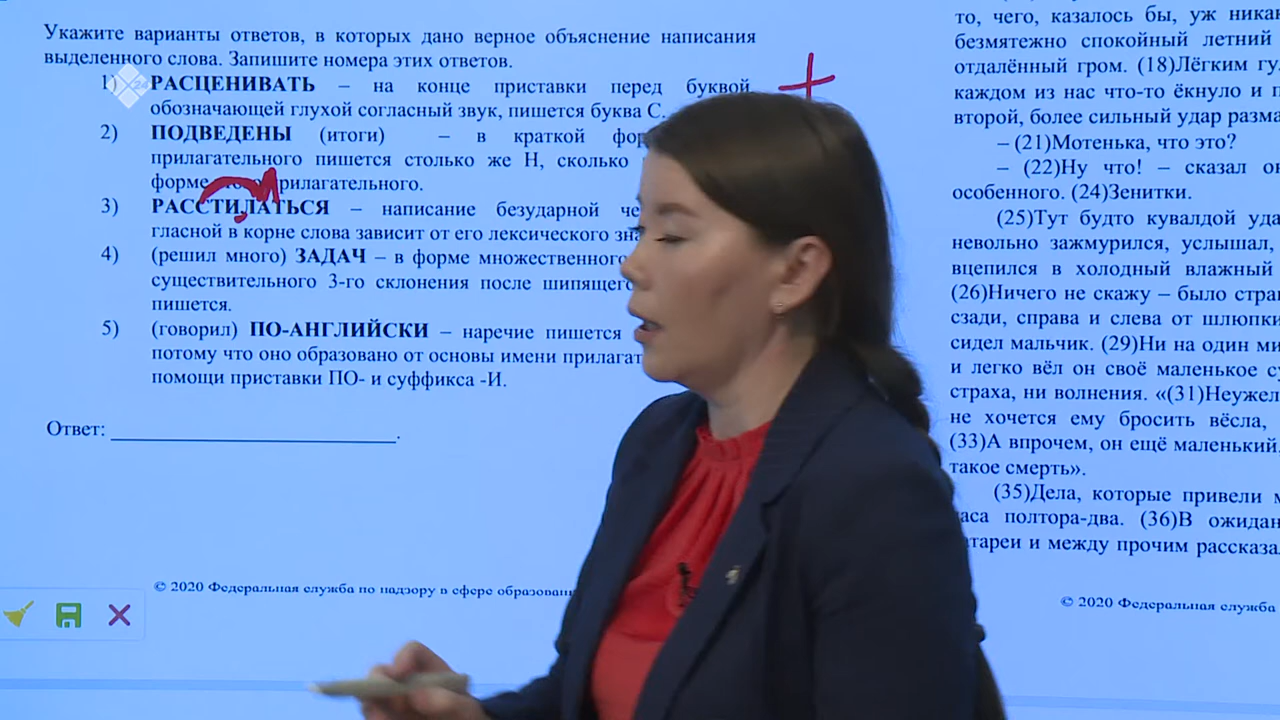 Укажите варианты ответов, в которых дано верное объяснение написания
выделенного слова. Запишите номера этих ответов.
1) РАСЦЕНИВАТЬ – на конце приставки перед буквой,
обозначающей глухой согласный звук, пишется буква С.
2) ПОДВЕДЕНЫ (итоги) – в краткой
прилагательного пишется столько же Н, сколько
форме
3) РАССТИЛАТЬСЯ – написание безударной
гласной в корне слова зависит от его лексического
4) (решил много) ЗАДАЧ – в форме множественного
существительного 3-го склонения после шипящего
пишется.
5) (говорил) ПО-АНГЛИЙСКИ – наречие пишется
потому что оно образовано от основы имени
помощи приставки ПО- и суффикса -И.
Ответ: .
© 2020 Федеральная служба по надзору в сфере
то, чего, казалось бы, уж
безмятежно спокойный летний
отдалённый гром. (18)Лёгким
каждом из нас что-то ёкнуло и
второй, более сильный удар
– (21)Мотенька, что это?
– (22)Ну что! – сказал
особенного. (24)Зенитки.
(25)Тут будто кувалдой
невольно зажмурился, услышал,
вцепился в холодный влажный
(26)Ничего не скажу – было
сзади, справа и слева от
сидел мальчик. (29)Ни на один
и легко вёл он своё маленькое
страха, ни волнения. «(31)
не хочется ему бросить вёсла,
(33)А впрочем, он ещё маленький,
такое смерть».
(35)Дела, которые привели
полтора-два. (36)В
и между прочим
© 2020 Федеральная служба